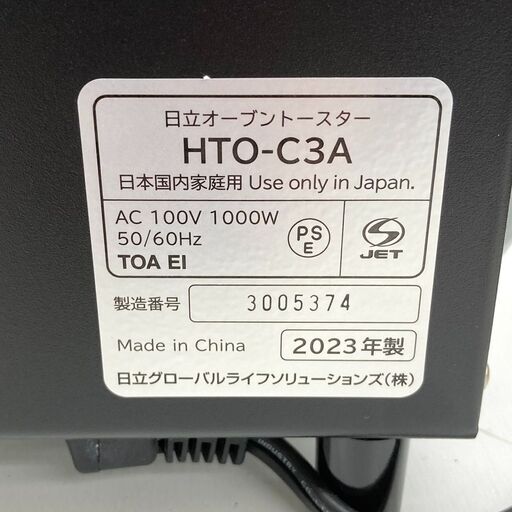 日立オーブントースター
HTO-C3A
日本国内家庭用 Use only in Japan.
AC 100V 1000W
50/60Hz
TOA EI
PS
E
JET
製造番号 3005374
Made in China 2023年製
日立グローバルライフソリューションズ(株)
INDUSTRY CO